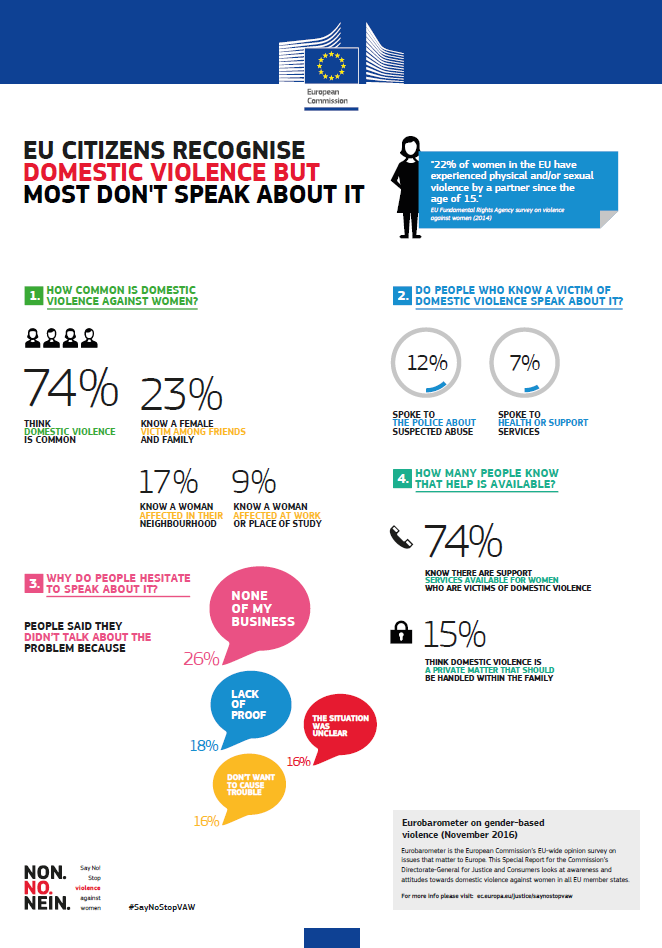 European
Commission
EU CITIZENS RECOGNISE
DOMESTIC VIOLENCE BUT
MOST DON'T SPEAK ABOUT IT
"22% of women in the EU have
experienced physical and/or sexual
violence by a partner since the
age of 15."
EU Fundamental Rights Agency survey on violence
against women (2014)
1. HOW COMMON IS DOMESTIC
VIOLENCE AGAINST WOMEN?
74%
THINK
DOMESTIC VIOLENCE
IS COMMON
23%
KNOW A FEMALE
VICTIM AMONG FRIENDS
AND FAMILY
17%
KNOW A WOMAN
AFFECTED IN THEIR
NEIGHBOURHOOD
9%
KNOW A WOMAN
AFFECTED AT WORK
OR PLACE OF STUDY
2. DO PEOPLE WHO KNOW A VICTIM OF
DOMESTIC VIOLENCE SPEAK ABOUT IT?
12%
SPOKE TO
THE POLICE ABOUT
SUSPECTED ABUSE
7%
SPOKE TO
HEALTH OR SUPPORT
SERVICES
3. WHY DO PEOPLE HESITATE
TO SPEAK ABOUT IT?
PEOPLE SAID THEY
DIDN'T TALK ABOUT THE
PROBLEM BECAUSE
NONE
OF MY
BUSINESS
26%
LACK
OF
PROOF
18%
THE SITUATION
WAS
UNCLEAR
16%
DON'T WANT
TO CAUSE
TROUBLE
16%
4. HOW MANY PEOPLE KNOW
THAT HELP IS AVAILABLE?
74%
KNOW THERE ARE SUPPORT
SERVICES AVAILABLE FOR WOMEN
WHO ARE VICTIMS OF DOMESTIC VIOLENCE
15%
THINK DOMESTIC VIOLENCE IS
A PRIVATE MATTER THAT SHOULD
BE HANDLED WITHIN THE FAMILY
Eurobarometer on gender-based
violence (November 2016)
Eurobarometer is the European Commission's EU-wide opinion survey on
issues that matter to Europe. This Special Report for the Commission's
Directorate-General for Justice and Consumers looks at awareness and
attitudes towards domestic violence against women in all EU member states.
For more info please visit: ec.europa.eu/justice/saynostopvaw
NON.
NO.
NEIN.
Say No!
Stop
violence
against
women
#SayNoStopVAW